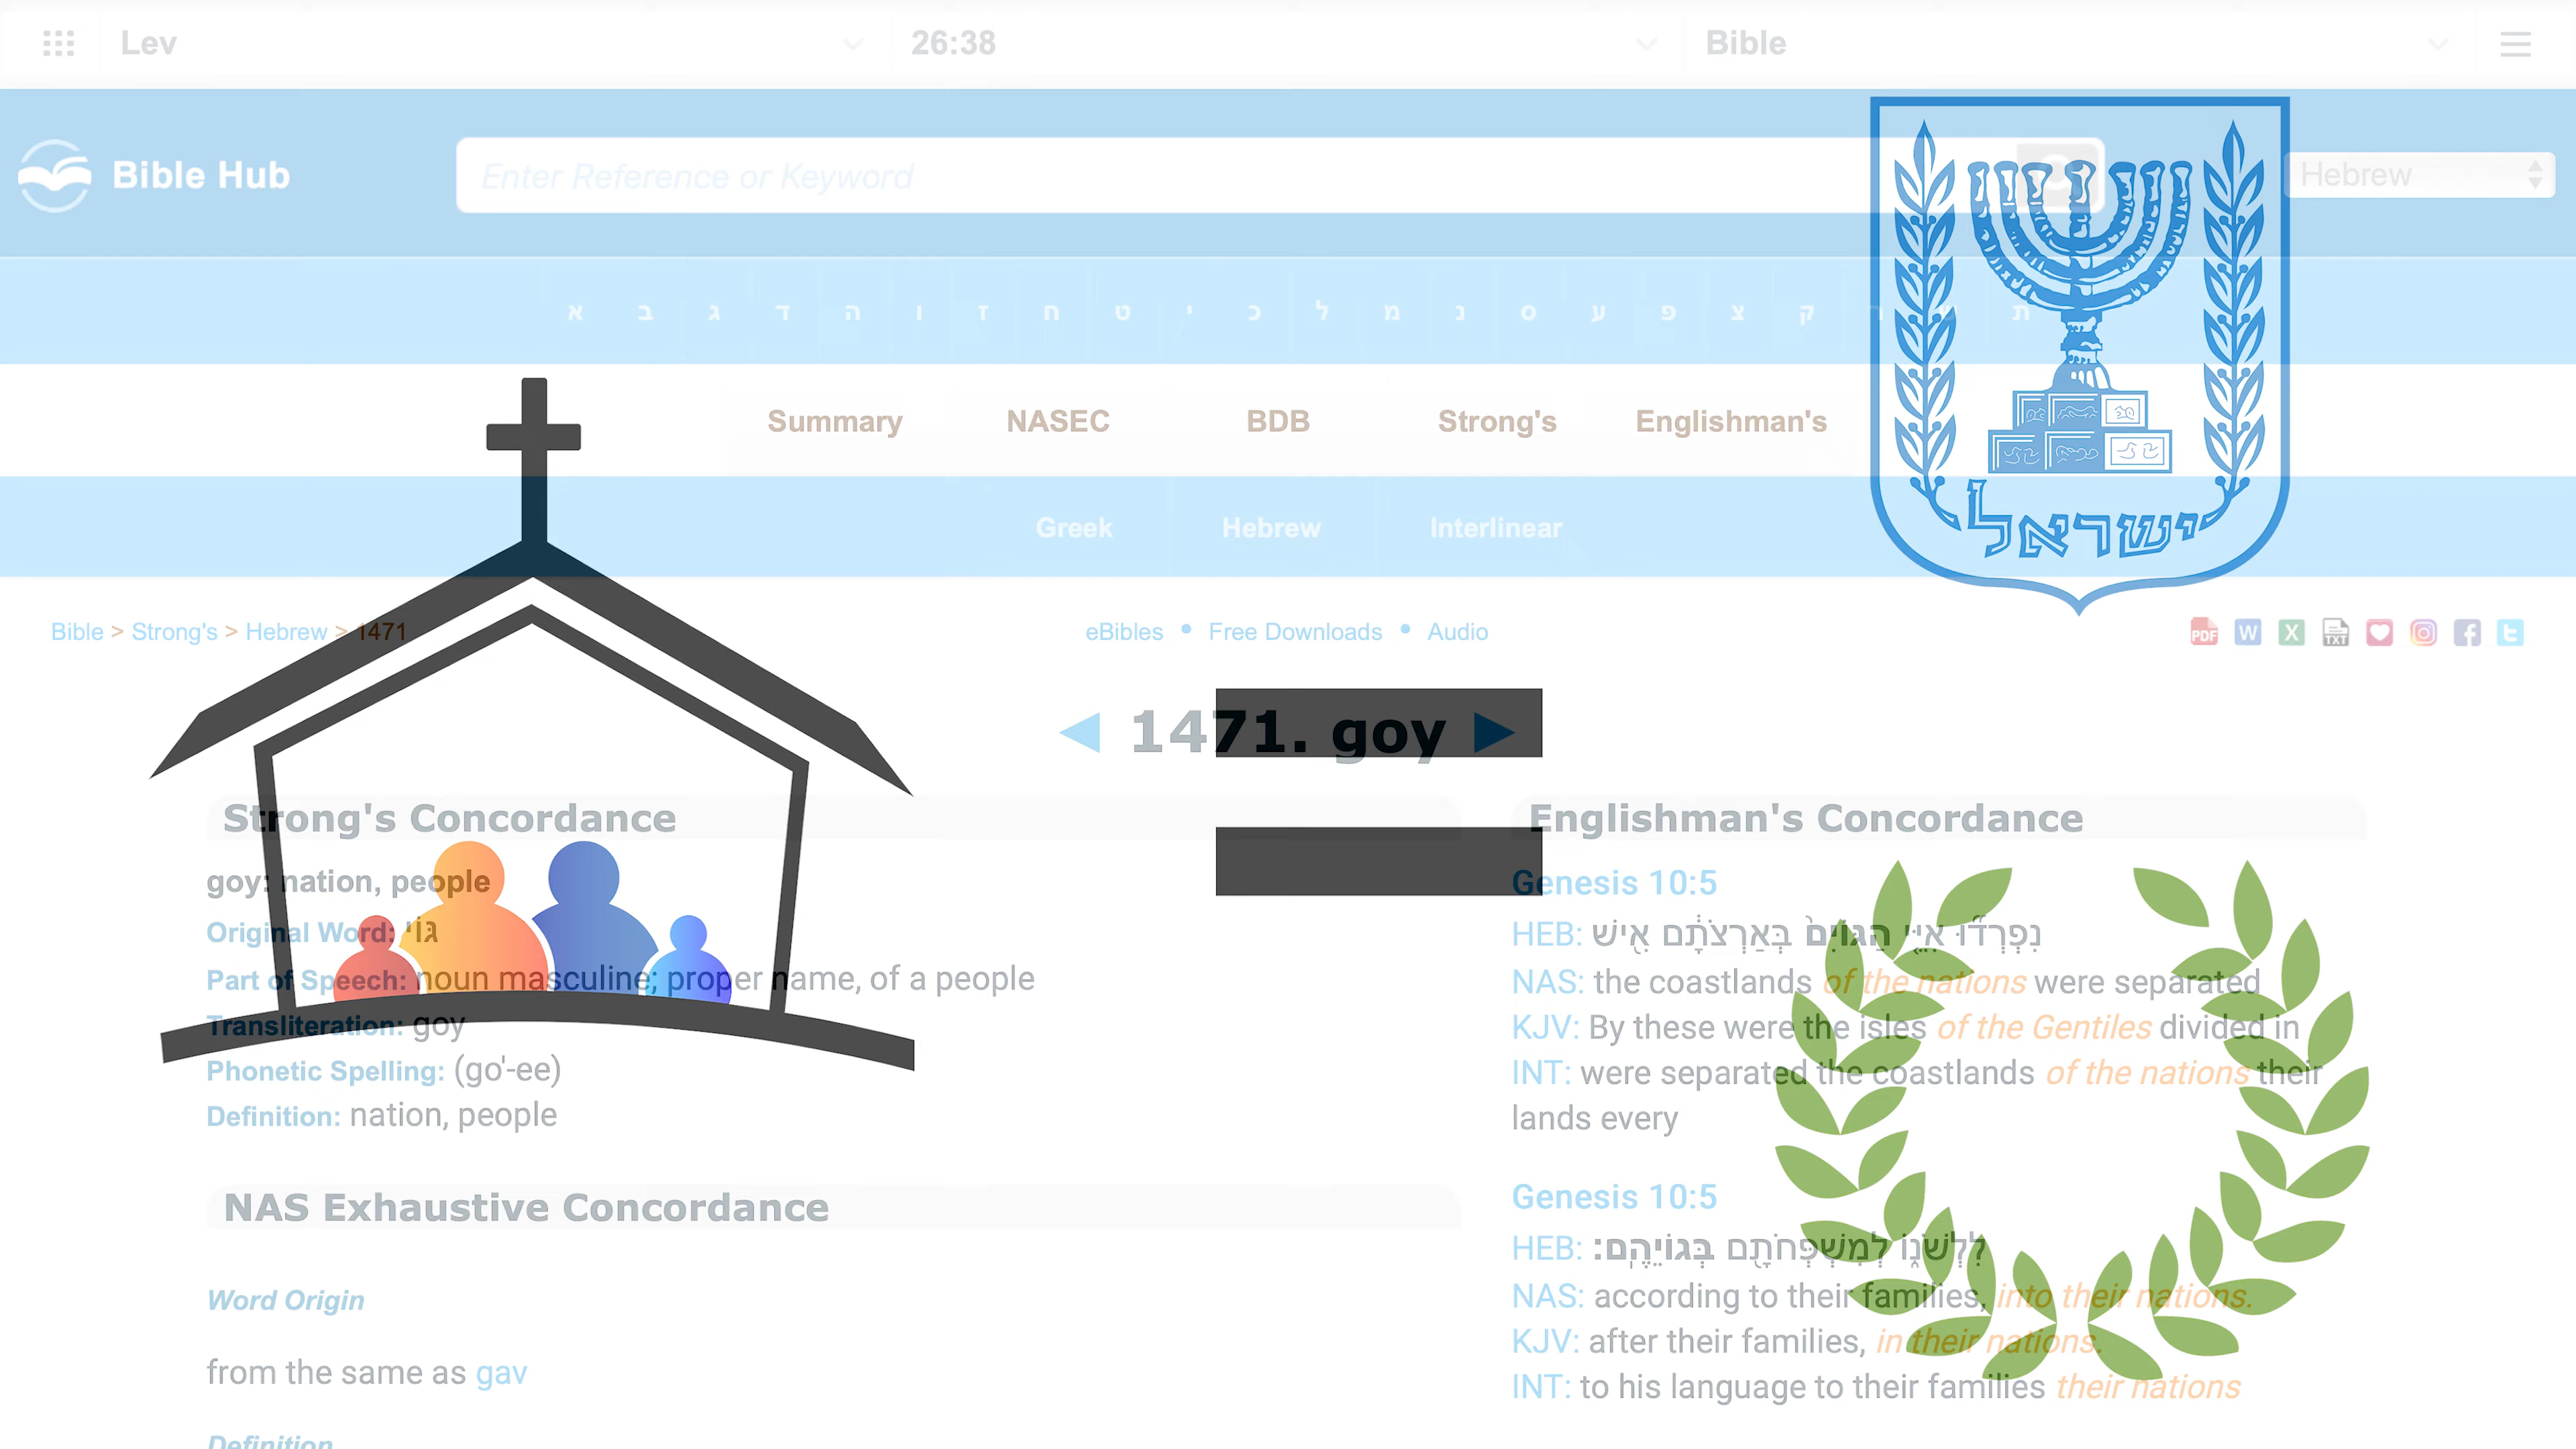 Lev 26:38 Bible
Bible Hub Enter Reference or Keyword Hebrew
א ב ג ד ה ו ז ח ט י כ ל מ נ ס ע פ צ ק ר ש ת
Summary NASEC BDB Strong's Englishman's
Greek Hebrew Interlinear
ישראל
Bible > Strong's > Hebrew > 1471
eBibles • Free Downloads • Audio
PDF W X TXT
◄ 1471. goy ►
Strong's Concordance
goy: nation, people
Original Word: גּוֹי
Part of Speech: noun masculine; proper name, of a people
Transliteration: goy
Phonetic Spelling: (go'-ee)
Definition: nation, people
NAS Exhaustive Concordance
Word Origin
from the same as gav
Definition
Englishman's Concordance
Genesis 10:5
HEB: נִפְרְד֞וּ אִיֵּ֤י הַגּוֹיִם֙ בְּאַרְצֹתָ֔ם אִ֖ישׁ
NAS: the coastlands of the nations were separated
KJV: By these were the isles of the Gentiles divided in
INT: were separated the coastlands of the nations their
lands every
Genesis 10:5
HEB: לִלְשֹׁנ֑וֹ לְמִשְׁפְּחֹתָ֖ם בְּגוֹיֵהֶֽם׃
NAS: according to their families, into their nations.
KJV: after their families, in their nations.
INT: to his language to their families their nations